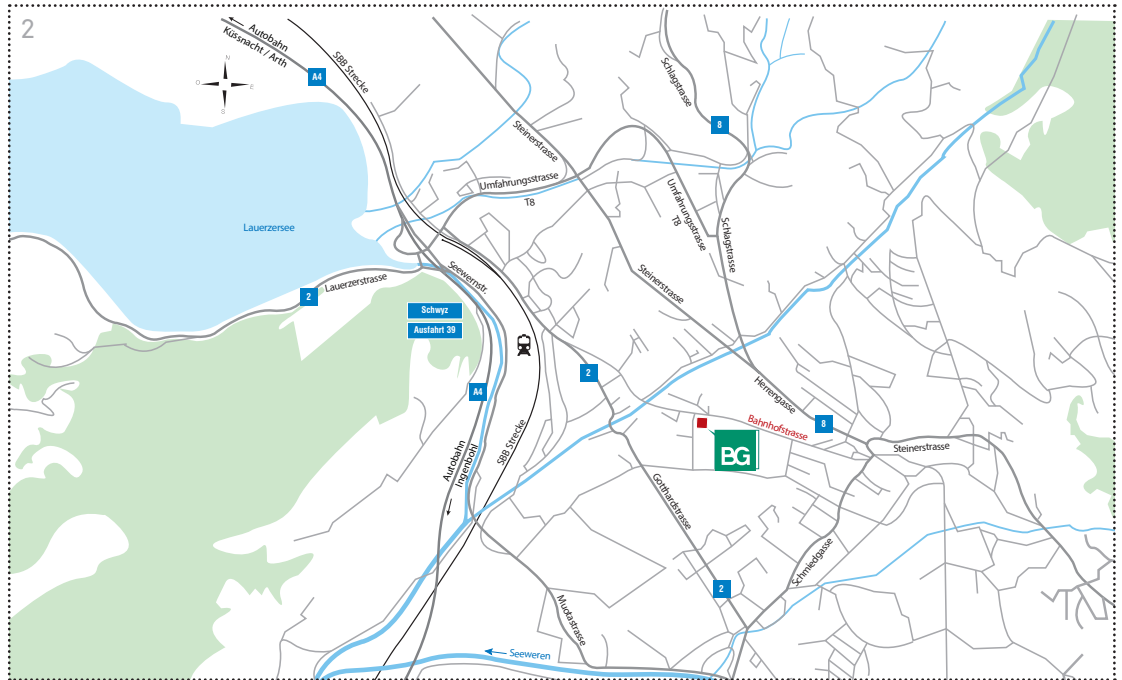 2
Autobahn
Küssnacht / Arth
SBB Strecke
A4
N
O
E
S
Schlagstrasse
8
Steinerstrasse
Umfahrungsstrasse
T8
Umfahrungsstrasse
T8
Schlagstrasse
Lauerzersee
Seewernstr.
Lauerzerstrasse
2
Steinerstrasse
Schwyz
Ausfahrt 39
2
A4
Herrengasse
8
Bahnhofstrasse
BG
Steinerstrasse
Autobahn
Ingenbohl
SBB Strecke
Gotthardstrasse
Schmiedgasse
2
Muotastrasse
Seeweren